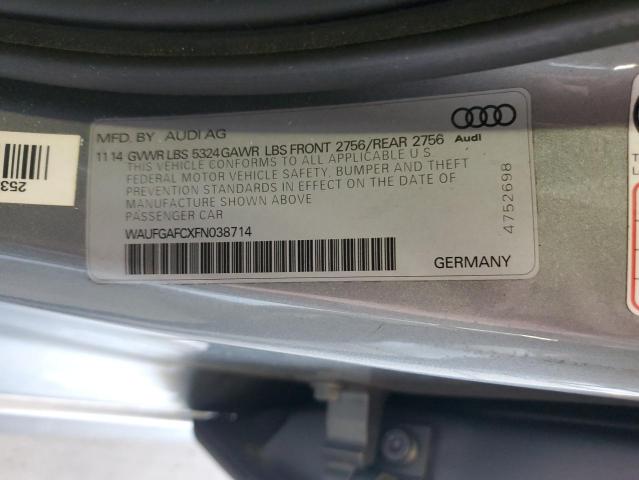 MFD. BY AUDI AG
Audi
11 14 GVWR LBS 5324 GAWR LBS FRONT 2756/REAR 2756
THIS VEHICLE CONFORMS TO ALL APPLICABLE U S
FEDERAL MOTOR VEHICLE SAFETY, BUMPER AND THEFT
PREVENTION STANDARDS IN EFFECT ON THE DATE OF
MANUFACTURE SHOWN ABOVE
PASSENGER CAR
WAUFGAFCXFN038714
GERMANY
4752698
253